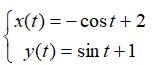 x(t) = − cos t + 2
y(t) = sin t + 1